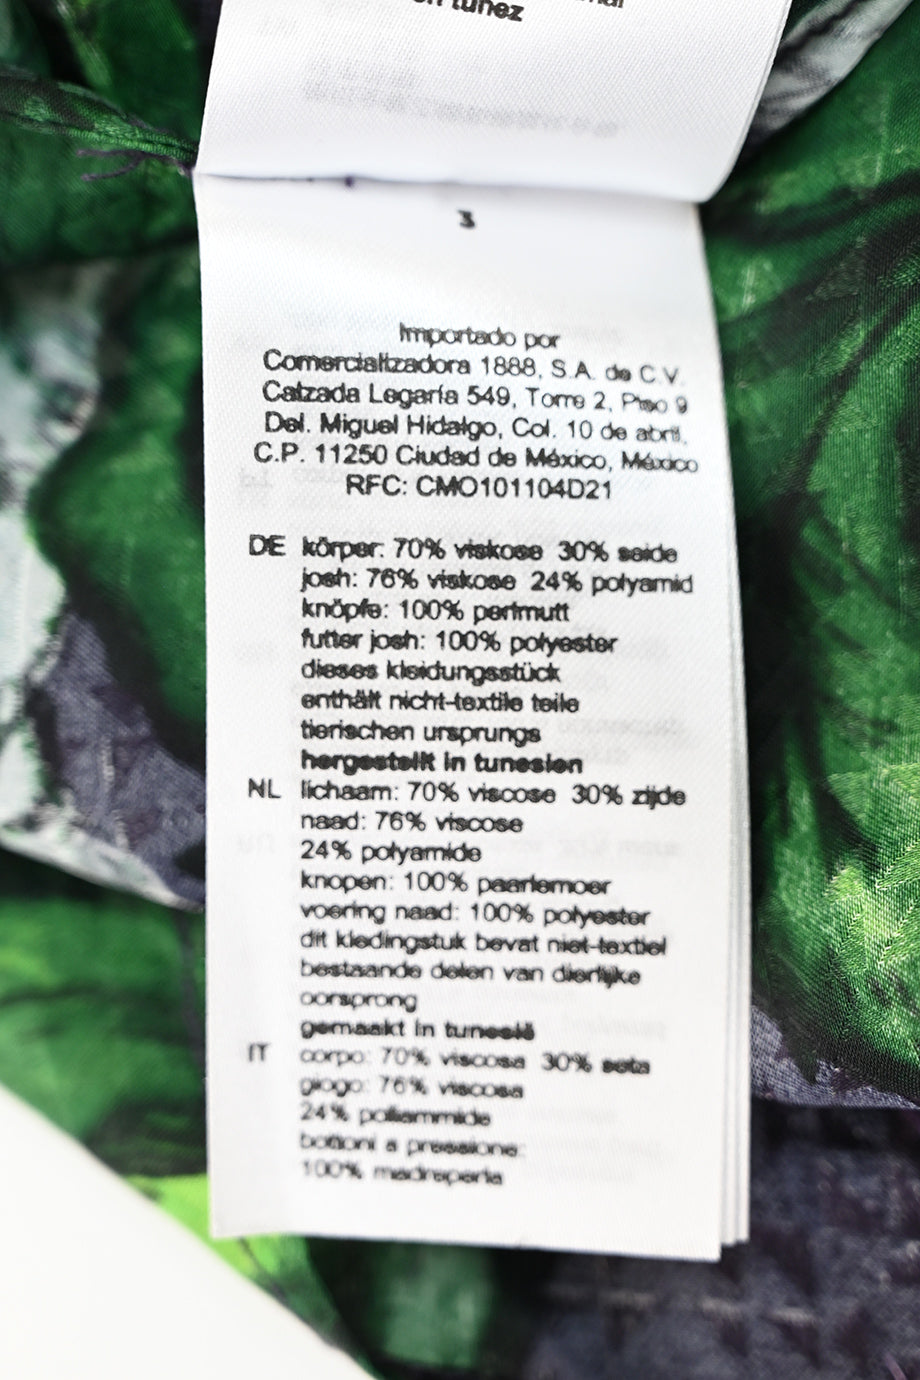 en tunez
3
Importado por
Comercializadora 1888, S.A. de C.V.
Calzada Legaria 549, Torre 2, Piso 9
Del. Miguel Hidalgo, Col. 10 de abril,
C.P. 11250 Ciudad de México, México
RFC: CMO101104D21
DE körper: 70% viskose 30% seide
josh: 76% viskose 24% polyamid
knöpfe: 100% perlmutt
futter josh: 100% polyester
dieses kleidungsstück
enthält nicht-textile teile
tierischen ursprungs
hergestellt in tunesien
NL lichaam: 70% viscose 30% zijde
naad: 76% viscose
24% polyamide
knopen: 100% paarlemoer
voering naad: 100% polyester
dit kledingstuk bevat niet-textiel
bestaande delen van dierlijke
oorsprong
gemaakt in tunesië
IT corpo: 70% viscosa 30% seta
giogo: 76% viscosa
24% poliammide
bottoni a pressione:
100% madreperla